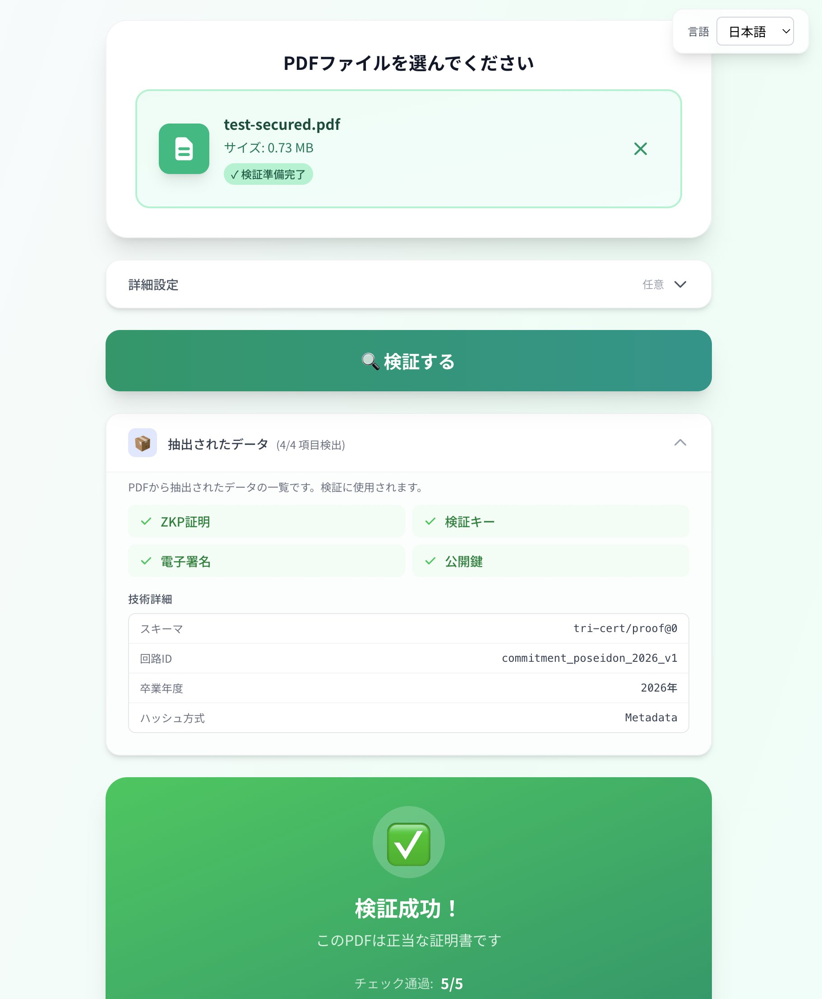 言語 日本語
PDFファイルを選んでください
test-secured.pdf
サイズ: 0.73 MB
✓ 検証準備完了
詳細設定 任意
🔍 検証する
抽出されたデータ (4/4 項目検出)
PDFから抽出されたデータの一覧です。検証に使用されます。
ZKP証明 検証キー
電子署名 公開鍵
技術詳細
スキーマ tri-cert/proof@0
回路ID commitment_poseidon_2026_v1
卒業年度 2026年
ハッシュ方式 Metadata
検証成功！
このPDFは正当な証明書です
チェック通過: 5/5